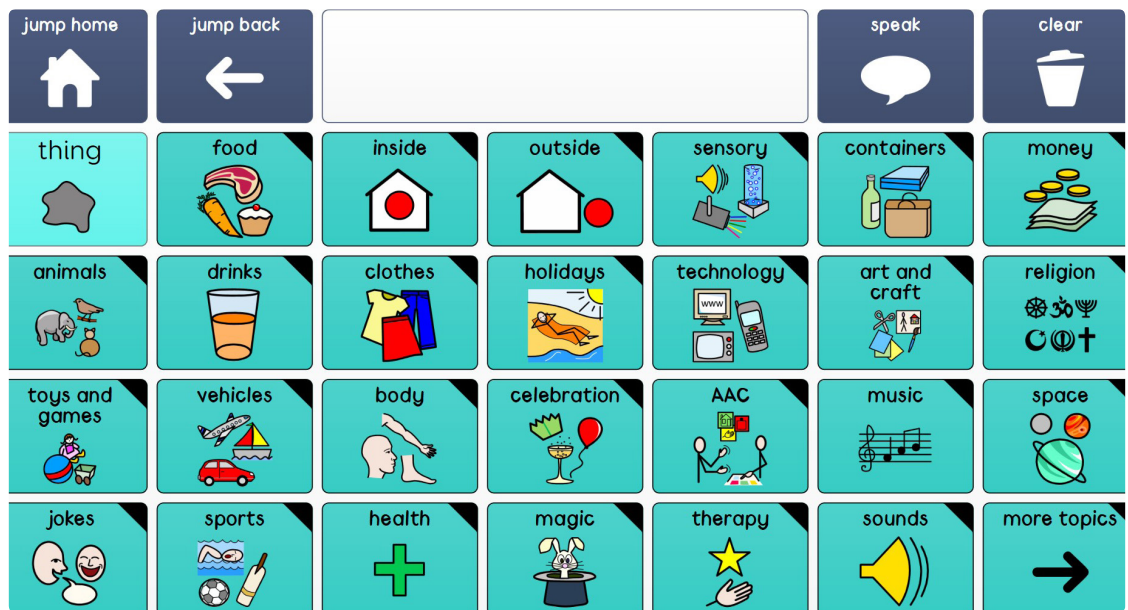 jump home
jump back
speak
clear
thing
food
inside
outside
sensory
containers
money
animals
drinks
clothes
holidays
technology
www
art and
craft
religion
toys and
games
vehicles
body
celebration
AAC
music
space
jokes
sports
health
magic
therapy
sounds
more topics